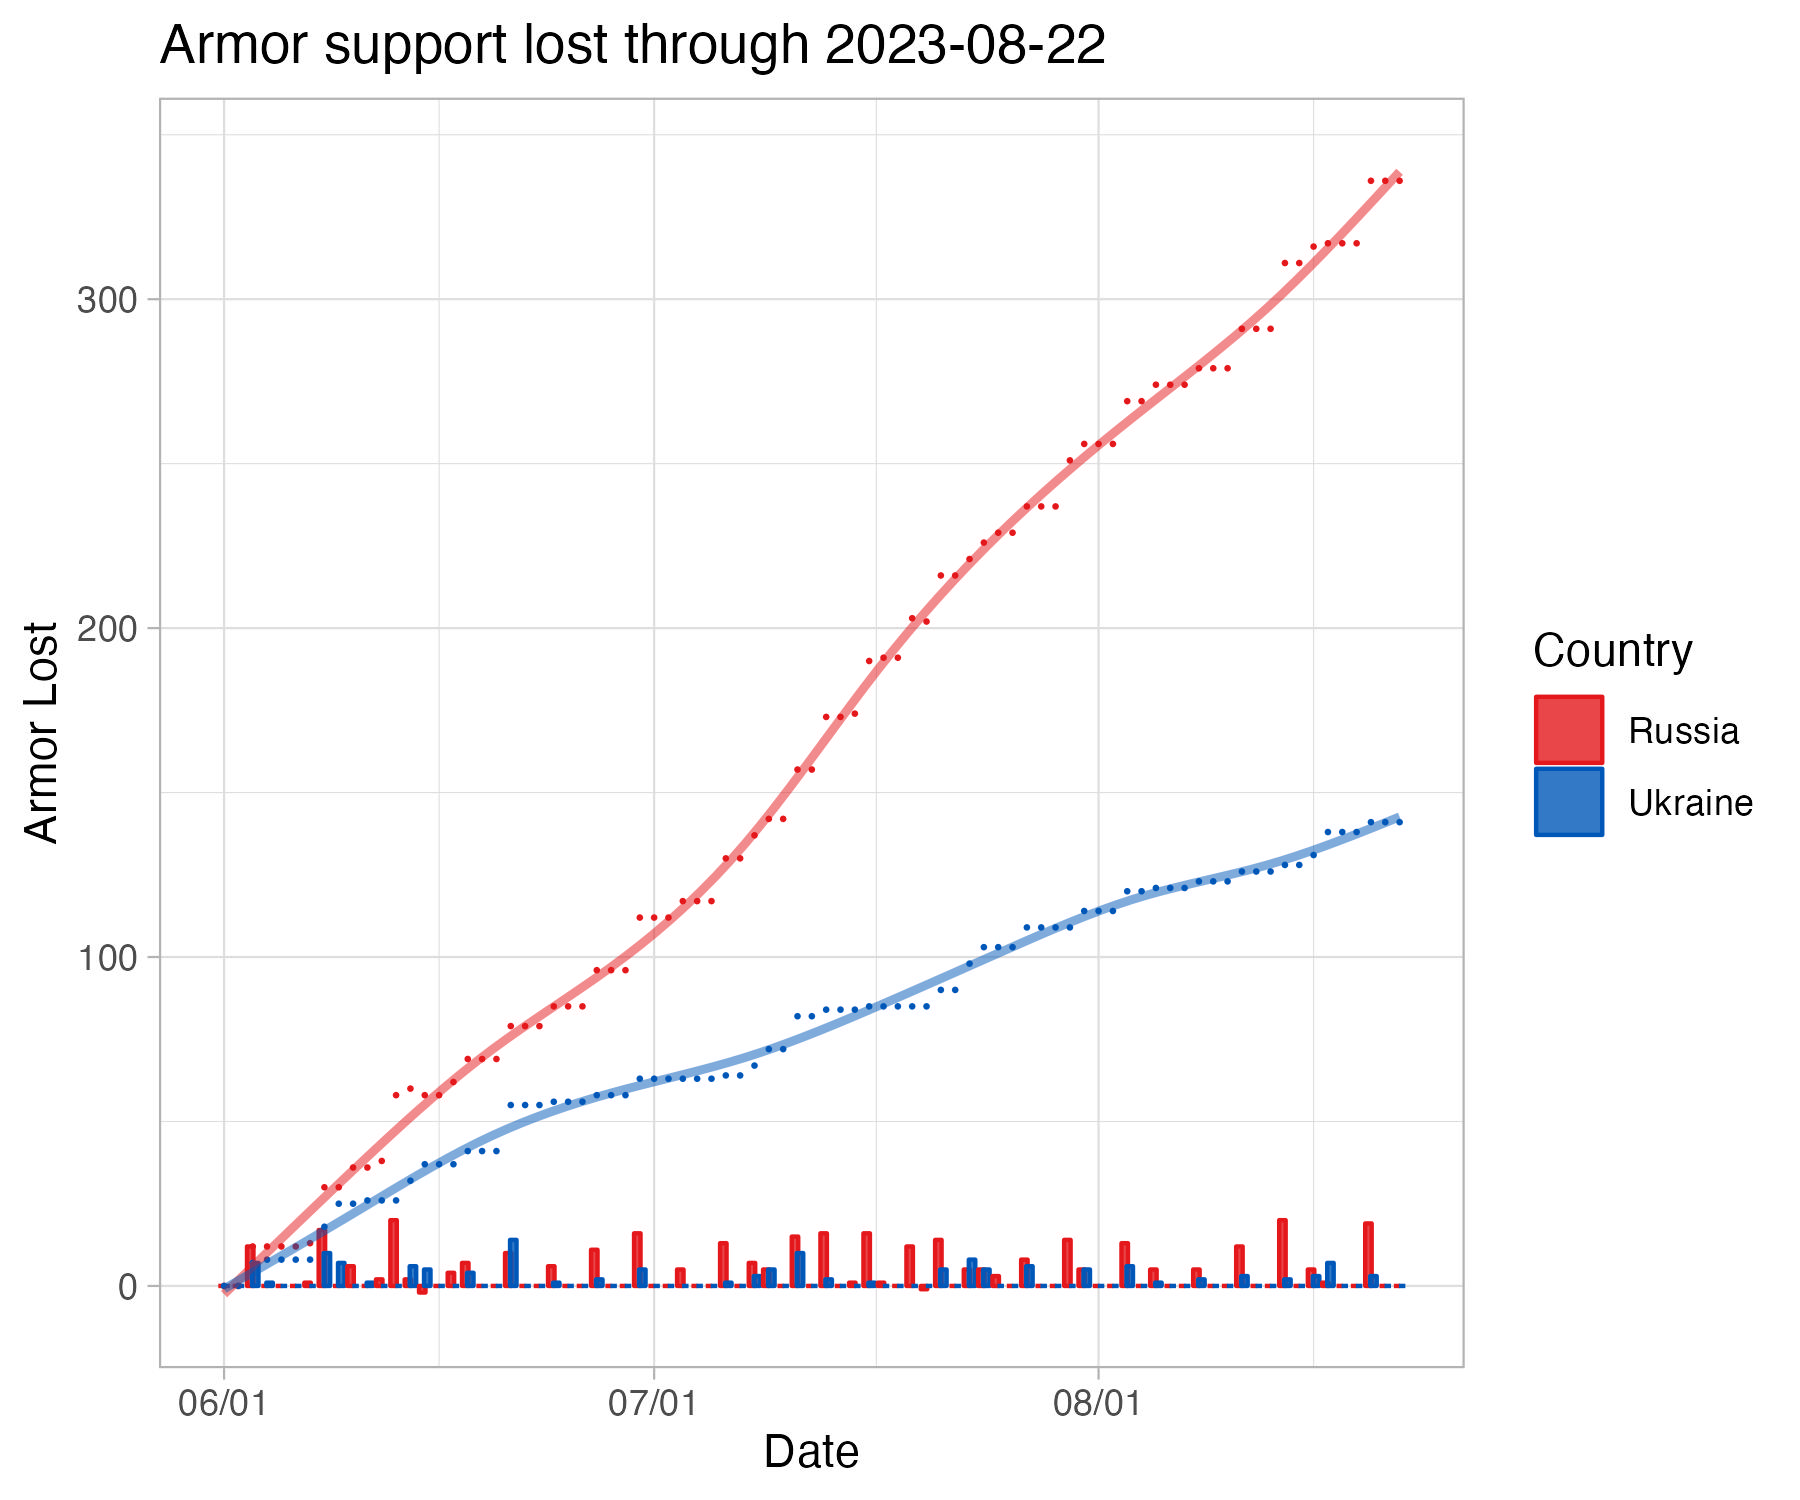 Armor support lost through 2023-08-22
Armor Lost
300
200
100
0
06/01
07/01
08/01
Date
Country
Russia
Ukraine